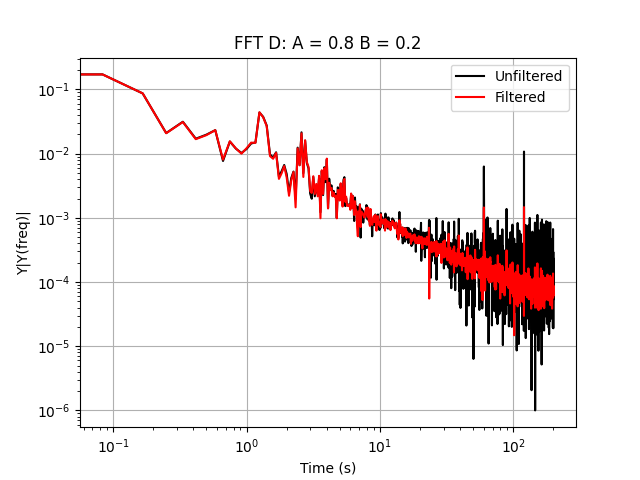 FFT D: A = 0.8 B = 0.2
Unfiltered
Filtered
Y|Y(freq)|
10⁻¹
10⁻²
10⁻³
10⁻⁴
10⁻⁵
10⁻⁶
10⁻¹ 10⁰ 10¹ 10²
Time (s)